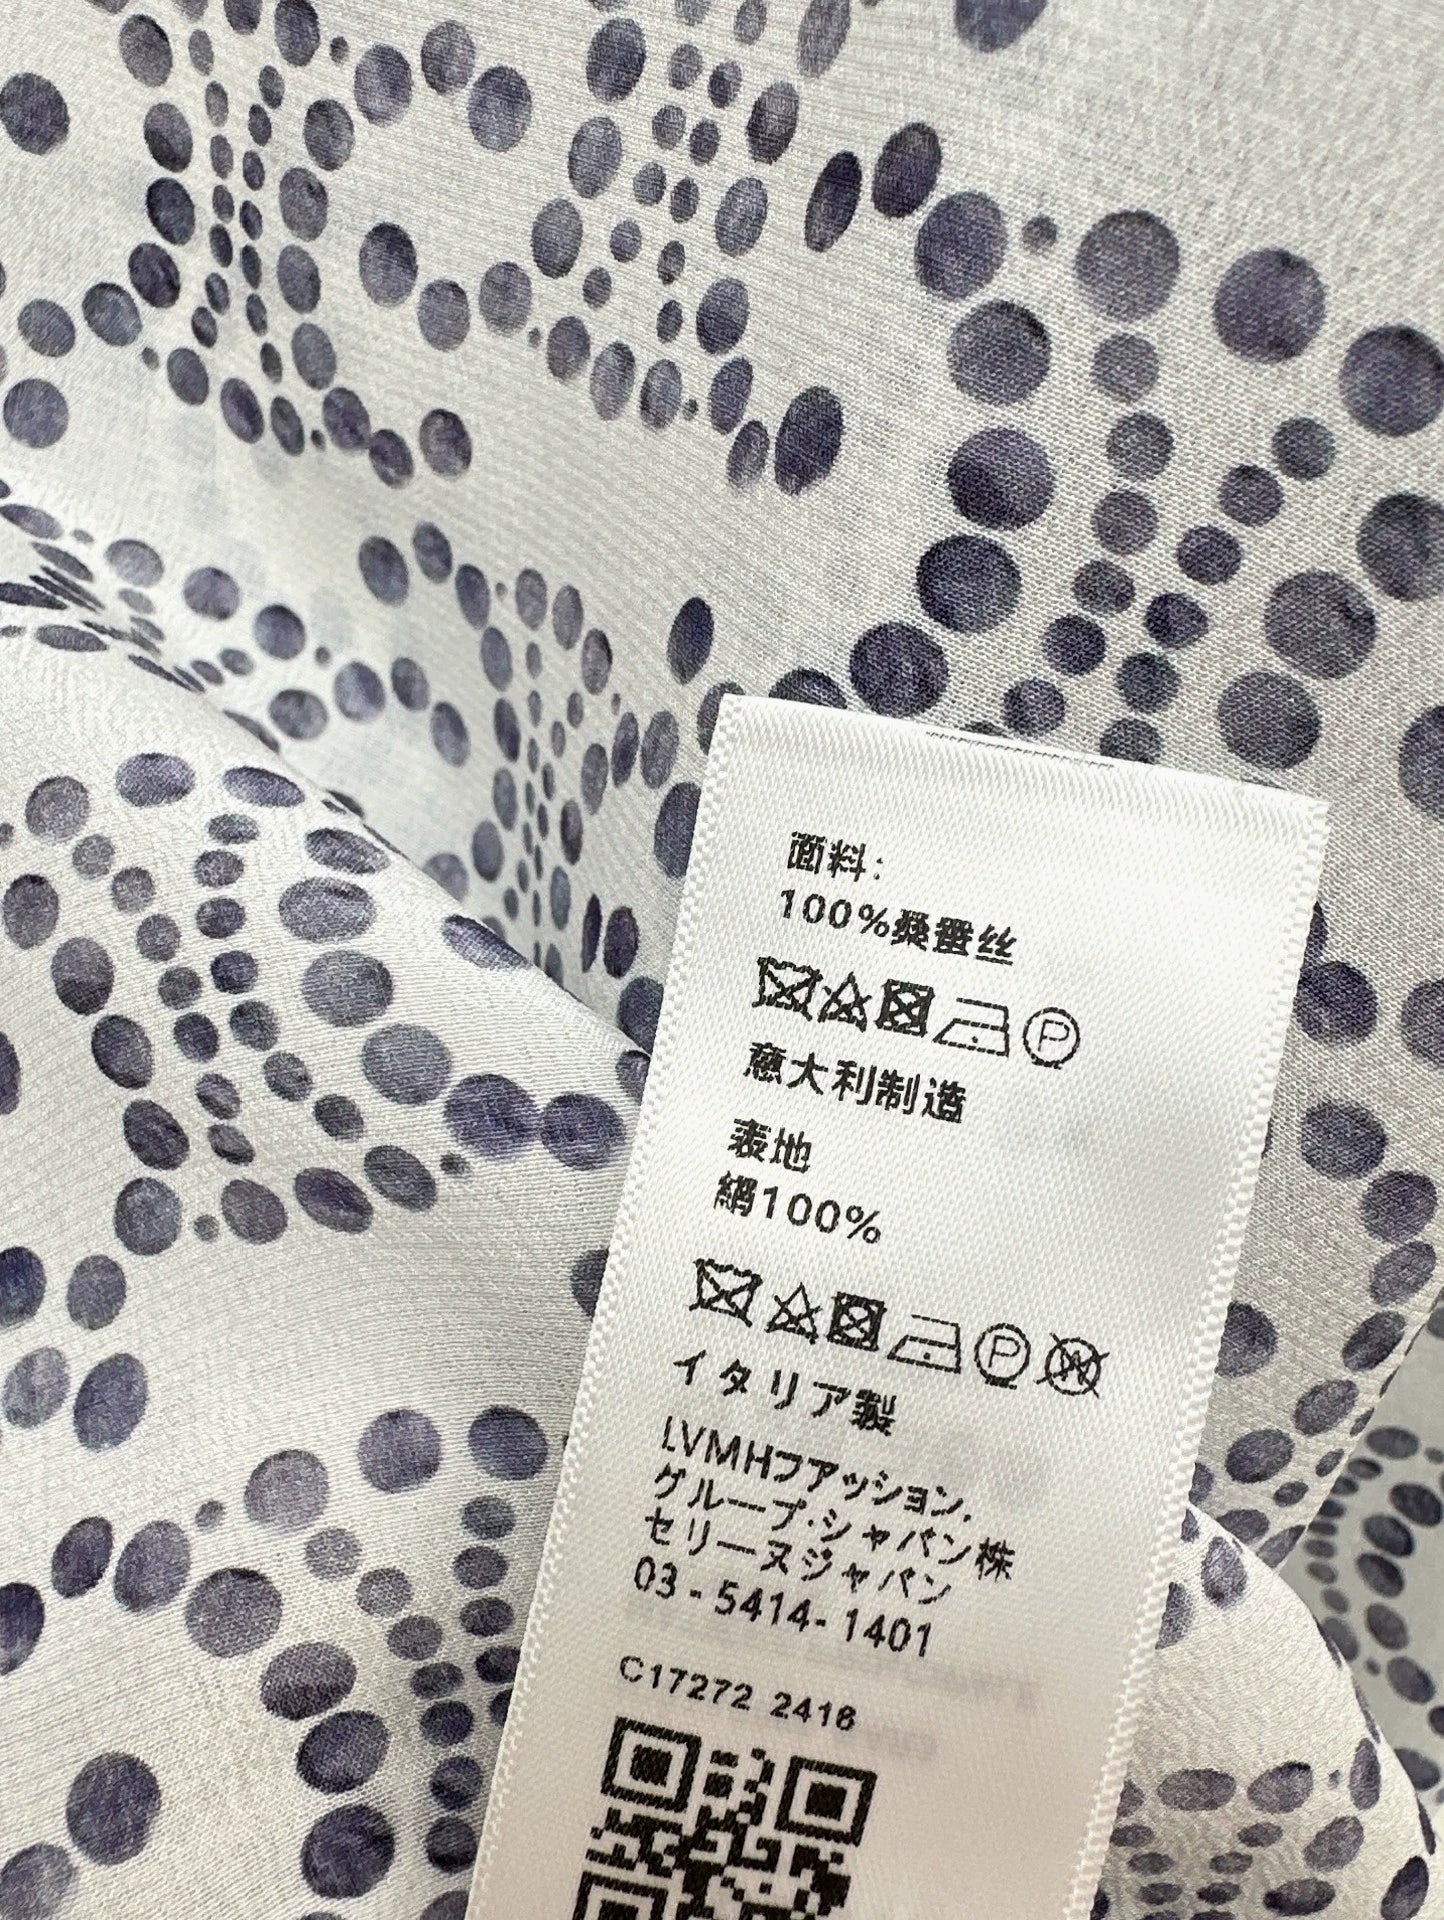 面料:
100%桑蚕丝
P
意大利制造
表地
絹100%
P W
イタリア製
LVMHファッション.
グループ·ジャパン株
セリーヌジャパン
03-5414-1401
C17272 2416